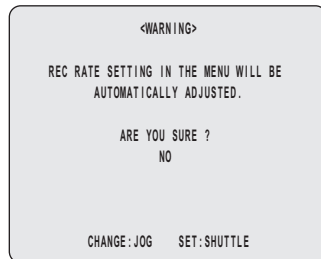 <WARNING>
REC RATE SETTING IN THE MENU WILL BE
AUTOMATICALLY ADJUSTED.
ARE YOU SURE ?
NO
CHANGE:JOG SET:SHUTTLE